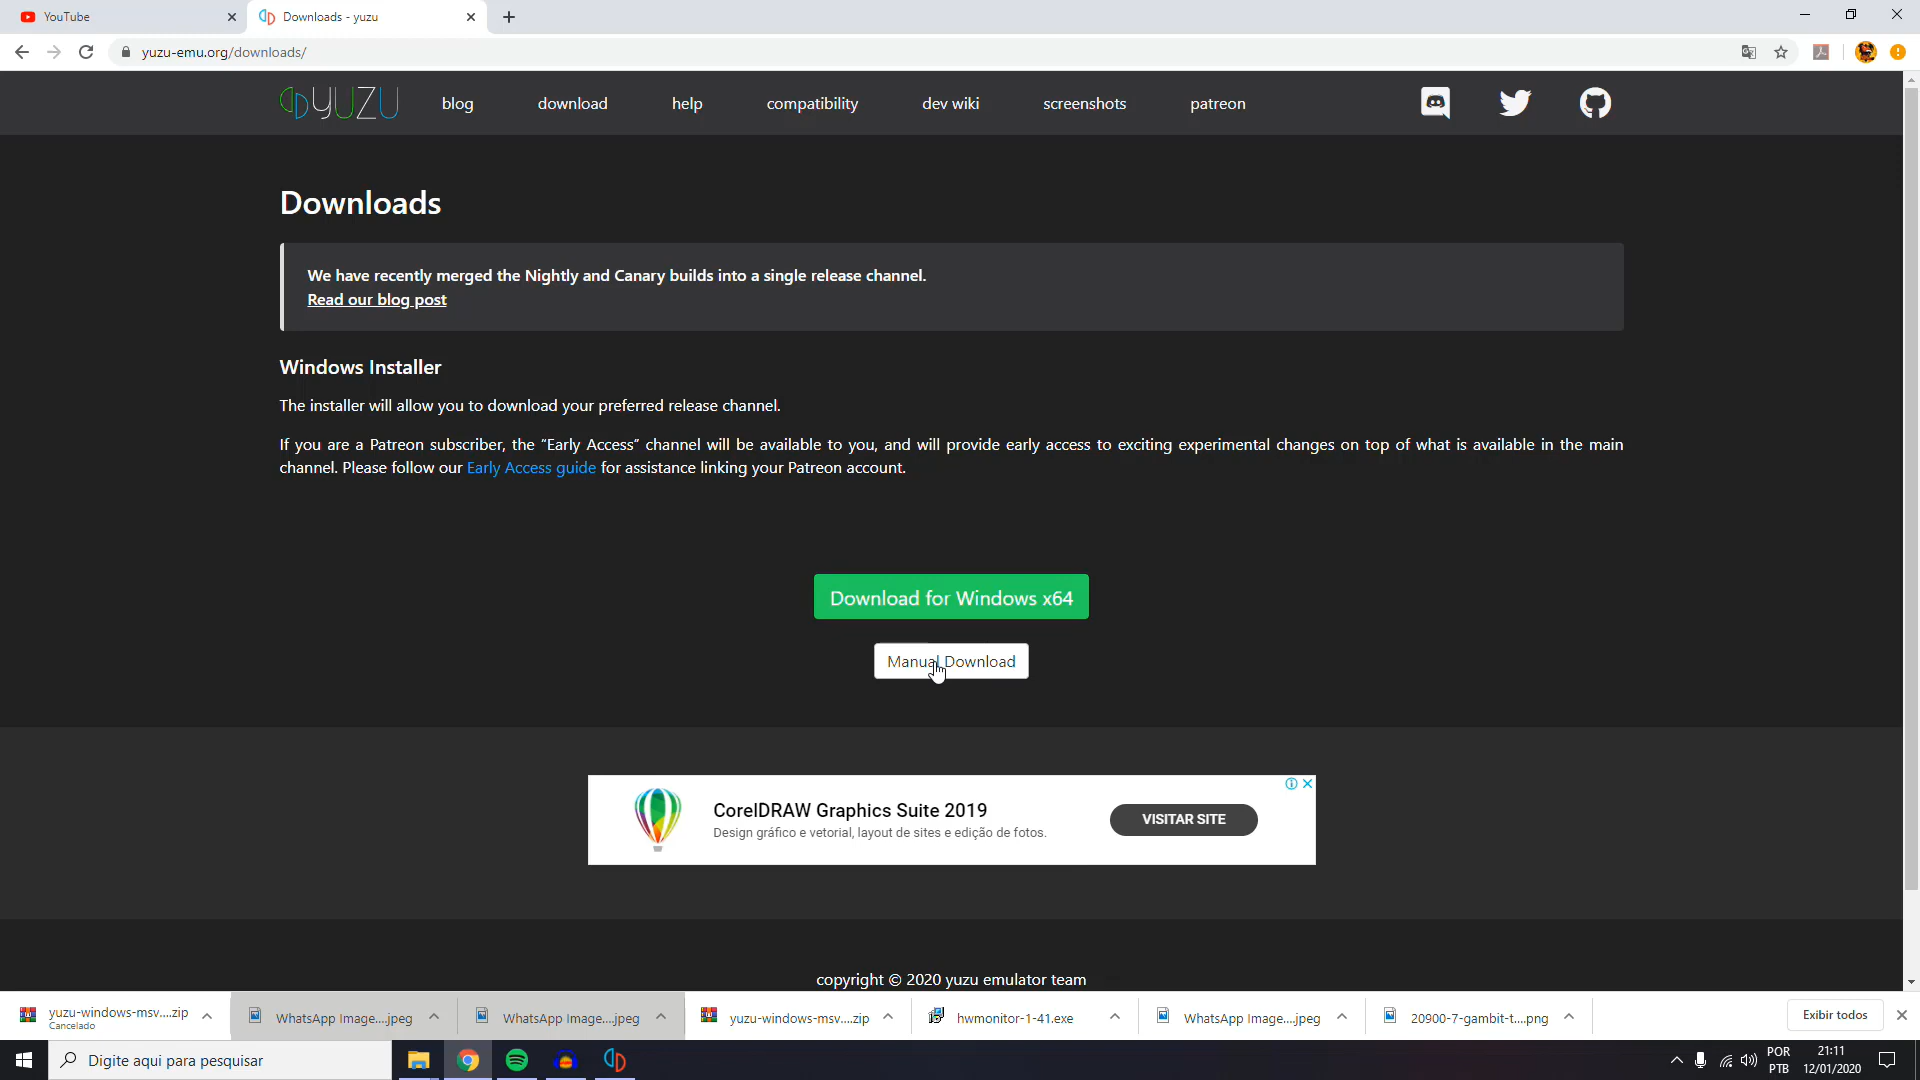 YouTube
Downloads - yuzu
yuzu-emu.org/downloads/
YUZU
blog
download
help
compatibility
dev wiki
screenshots
patreon
Downloads
We have recently merged the Nightly and Canary builds into a single release channel.
Read our blog post
Windows Installer
The installer will allow you to download your preferred release channel.
If you are a Patreon subscriber, the “Early Access” channel will be available to you, and will provide early access to exciting experimental changes on top of what is available in the main
channel. Please follow our Early Access guide for assistance linking your Patreon account.
Download for Windows x64
Manual Download
CorelDRAW Graphics Suite 2019
Design gráfico e vetorial, layout de sites e edição de fotos.
VISITAR SITE
copyright © 2020 yuzu emulator team
yuzu-windows-msv....zip
Cancelado
WhatsApp Image....jpeg
WhatsApp Image....jpeg
yuzu-windows-msv....zip
hwmonitor-1-41.exe
WhatsApp Image....jpeg
20900-7-gambit-t....png
Exibir todos
Digite aqui para pesquisar
POR
PTB
21:11
12/01/2020